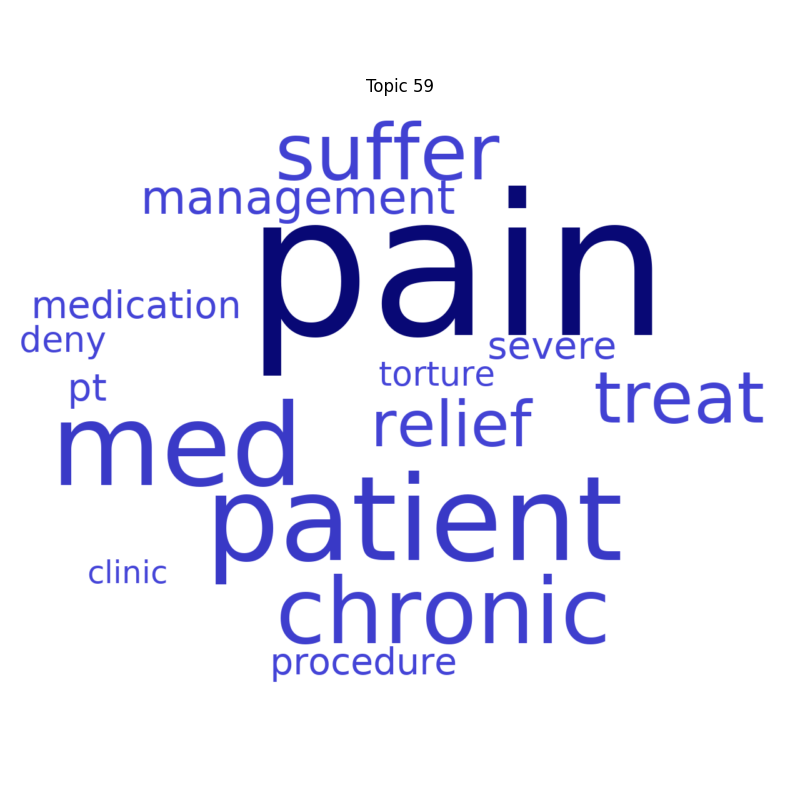 Topic 59
suffer
management
pain
medication
deny
severe
torture
pt
treat
relief
med
patient
clinic
chronic
procedure